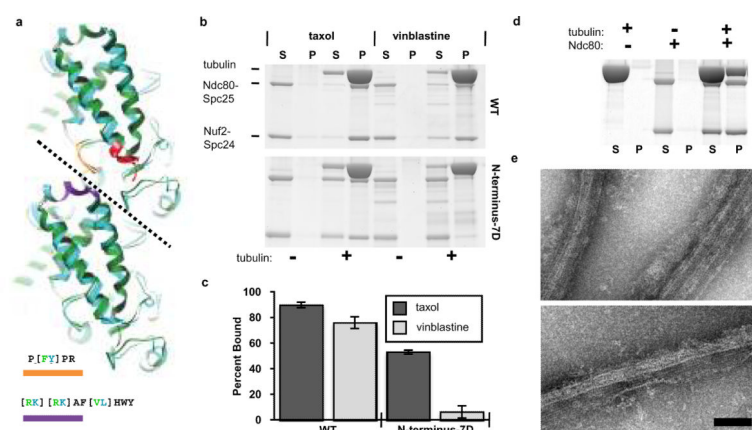 a
P[FY]PR
[RK][RK]AF[VL]HWY
b
taxol vinblastine
S P S P S P S P
tubulin
Ndc80-
Spc25
Nuf2-
Spc24
WT
N-terminus-7D
tubulin: - + - +
c
Percent Bound
100
80
60
40
20
0
taxol
vinblastine
WT N-terminus-7D
d
tubulin: + - +
Ndc80: - + +
S P S P S P
e